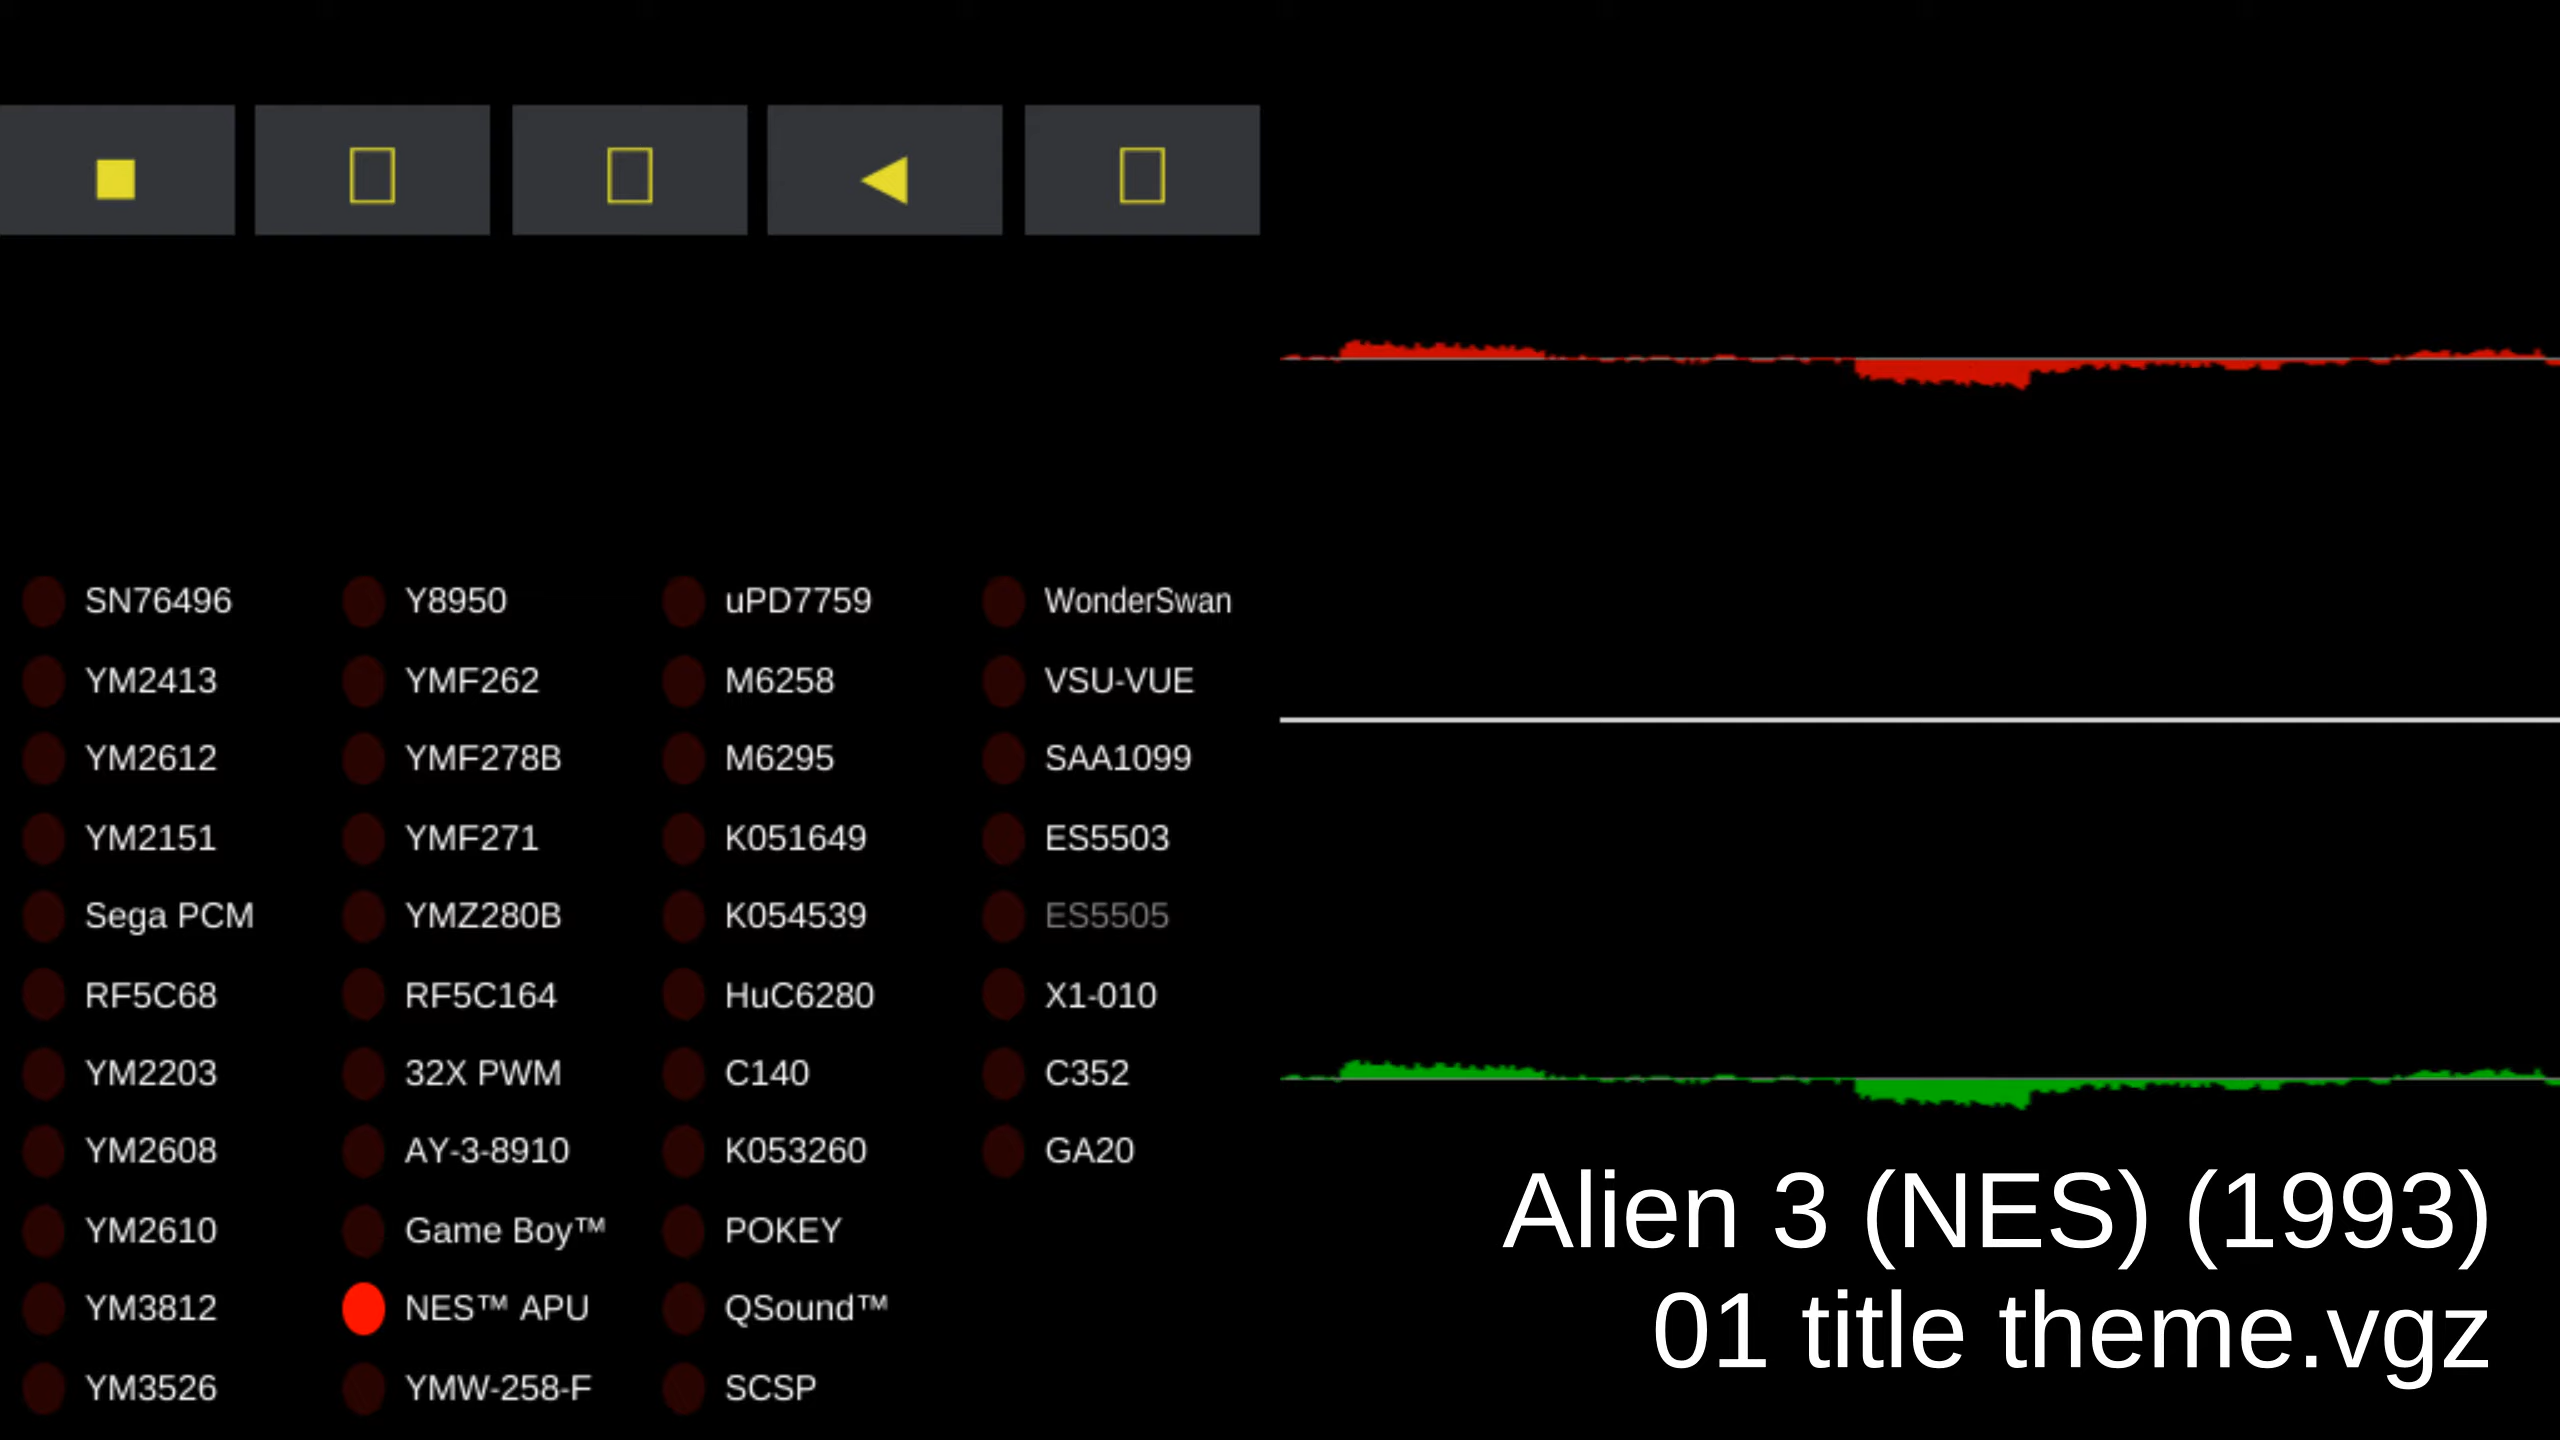 SN76496
YM2413
YM2612
YM2151
Sega PCM
RF5C68
YM2203
YM2608
YM2610
YM3812
YM3526
Y8950
YMF262
YMF278B
YMF271
YMZ280B
RF5C164
32X PWM
AY-3-8910
Game Boy™
NES™ APU
YMW-258-F
uPD7759
M6258
M6295
K051649
K054539
HuC6280
C140
K053260
POKEY
QSound™
SCSP
WonderSwan
VSU-VUE
SAA1099
ES5503
ES5505
X1-010
C352
GA20
Alien 3 (NES) (1993)
01 title theme.vgz